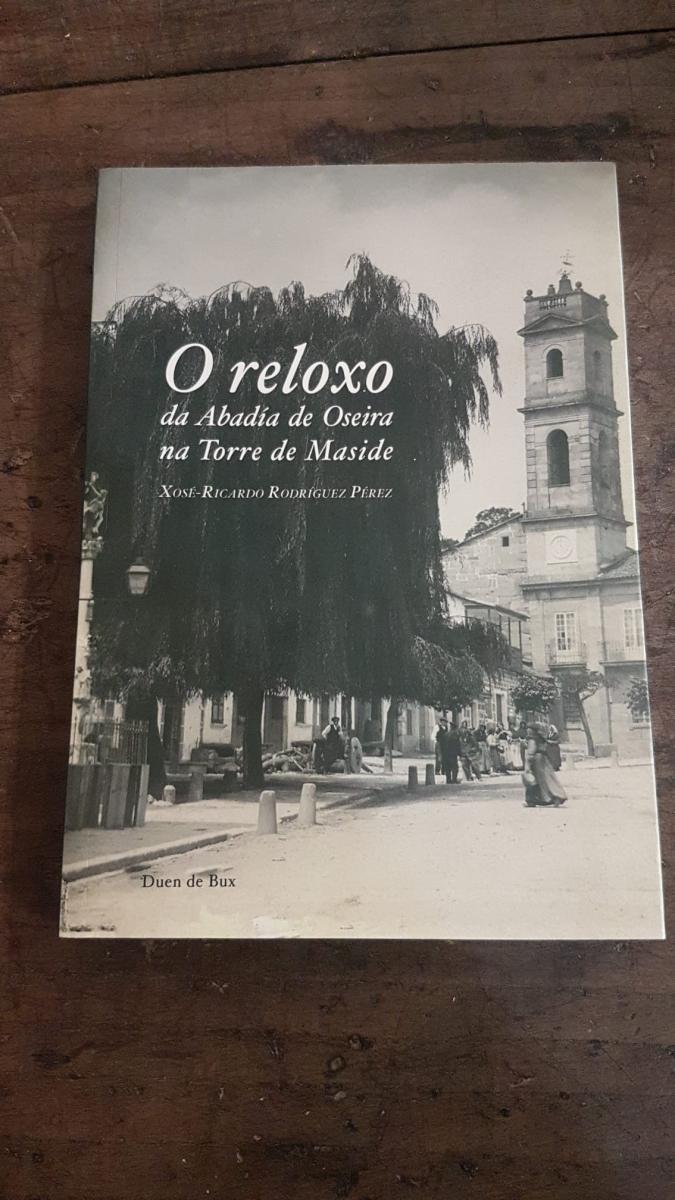 O reloxo
da Abadía de Oseira
na Torre de Maside
Xosé-Ricardo Rodríguez Pérez
Duen de Bux